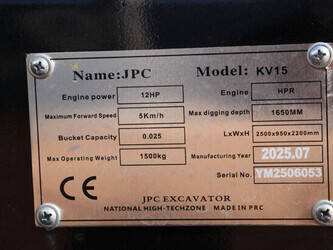 Name:JPC Model: KV15
Engine power 12HP Engine HPR
Maximum Forward Speed 5Km/h Max digging depth 1650MM
Bucket Capacity 0.025 LxWxH 2500x950x2200mm
Max Operating Weight 1500kg Manufacturing Year 2025.07
Serial No. YM2506053
CE
JPC EXCAVATOR
NATIONAL HIGH-TECHZONE MADE IN PRC